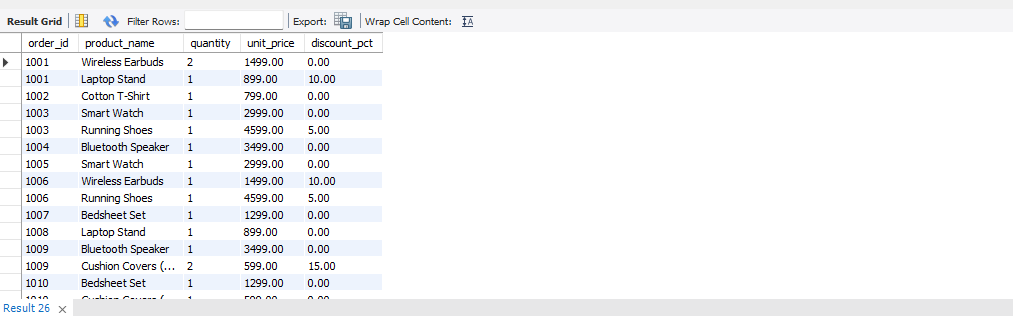 Result Grid Filter Rows: Export: Wrap Cell Content:
order_id product_name quantity unit_price discount_pct
1001 Wireless Earbuds 2 1499.00 0.00
1001 Laptop Stand 1 899.00 10.00
1002 Cotton T-Shirt 1 799.00 0.00
1003 Smart Watch 1 2999.00 0.00
1003 Running Shoes 1 4599.00 5.00
1004 Bluetooth Speaker 1 3499.00 0.00
1005 Smart Watch 1 2999.00 0.00
1006 Wireless Earbuds 1 1499.00 10.00
1006 Running Shoes 1 4599.00 5.00
1007 Bedsheet Set 1 1299.00 0.00
1008 Laptop Stand 1 899.00 0.00
1009 Bluetooth Speaker 1 3499.00 0.00
1009 Cushion Covers (... 2 599.00 15.00
1010 Bedsheet Set 1 1299.00 0.00
Result 26